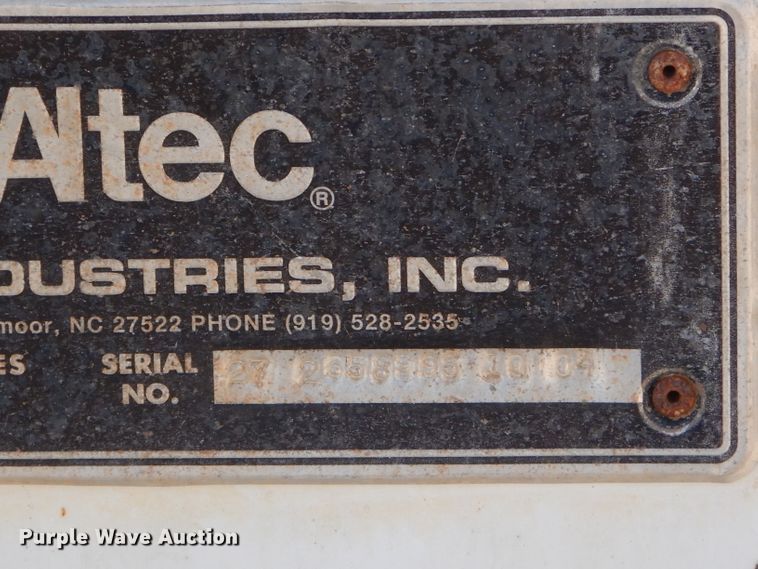 Altec®
DUSTRIES, INC.
moor, NC 27522 PHONE (919) 528-2535
ES SERIAL
NO.
Purple Wave Auction®